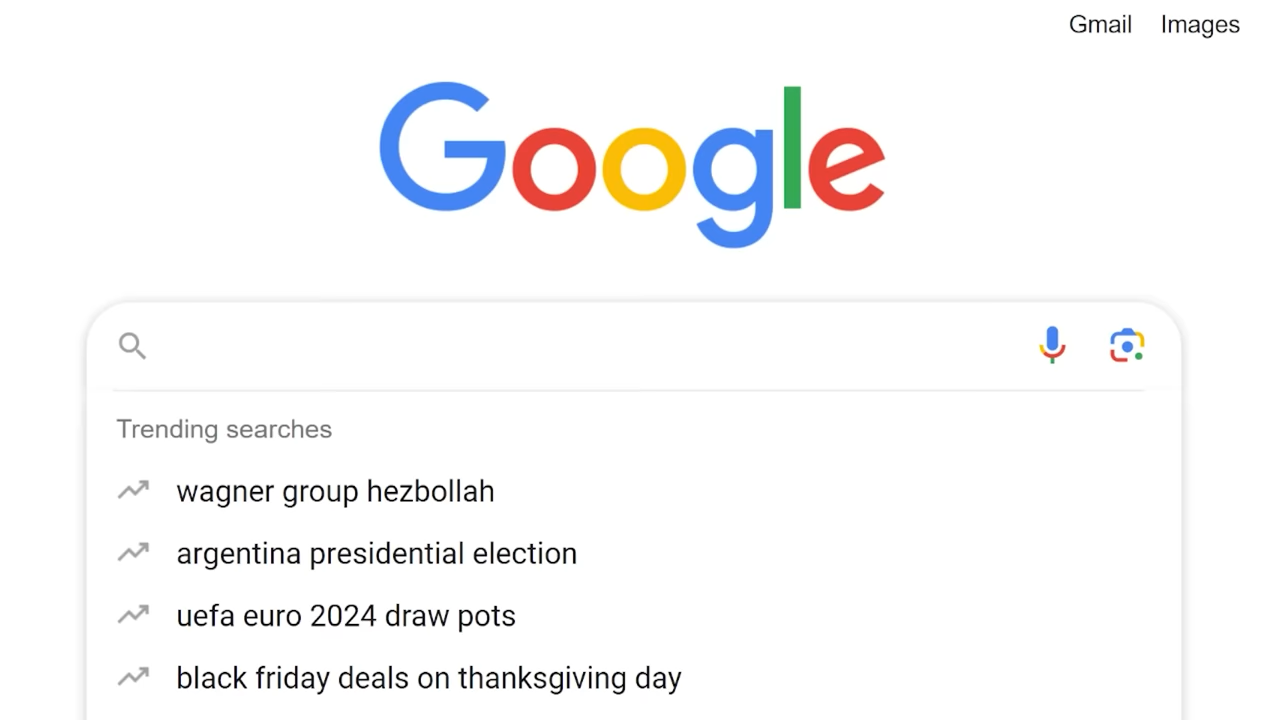 Gmail Images
Google
Trending searches
wagner group hezbollah
argentina presidential election
uefa euro 2024 draw pots
black friday deals on thanksgiving day